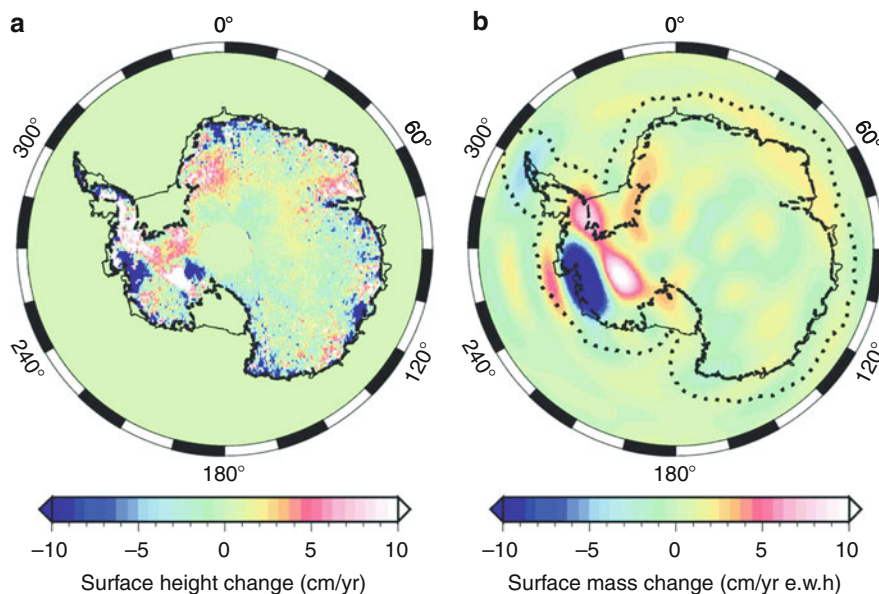 a
b
0°
0°
300°
60°
300°
60°
240°
120°
240°
120°
180°
180°
−10 −5 0 5 10
−10 −5 0 5 10
Surface height change (cm/yr)
Surface mass change (cm/yr e.w.h)